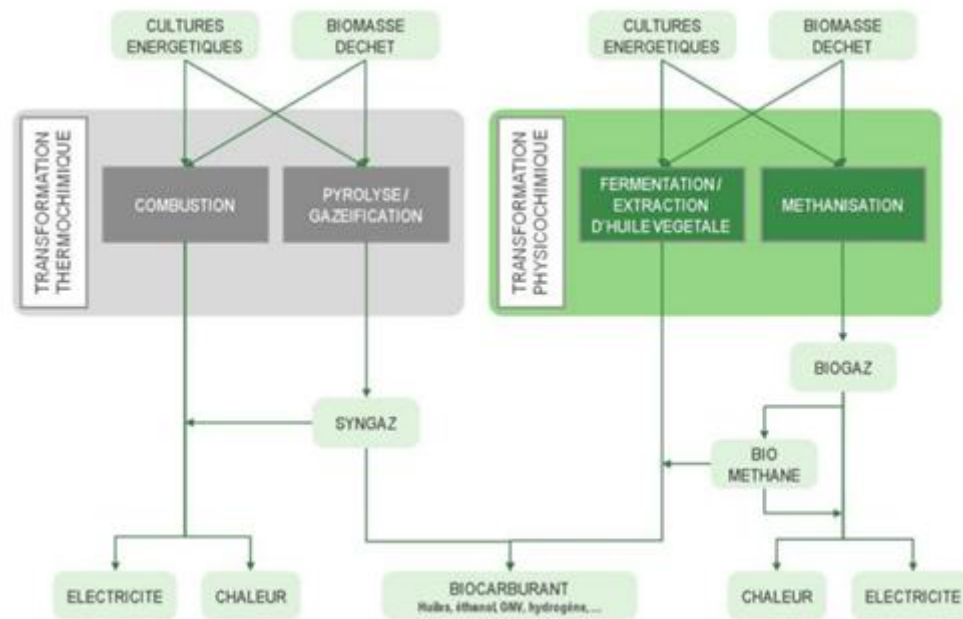 CULTURES
ENERGETIQUES
BIOMASSE
DECHET
CULTURES
ENERGETIQUES
BIOMASSE
DECHET
TRANSFORMATION
THERMOCHIMIQUE
COMBUSTION
PYROLYSE /
GAZEIFICATION
TRANSFORMATION
PHYSICOCHIMIQUE
FERMENTATION /
EXTRACTION
D'HUILE VEGETALE
METHANISATION
BIOGAZ
SYNGAZ
BIO
METHANE
ELECTRICITE
CHALEUR
BIOCARBURANT
Huiles, éthanol, GNV, hydrogène, ...
CHALEUR
ELECTRICITE